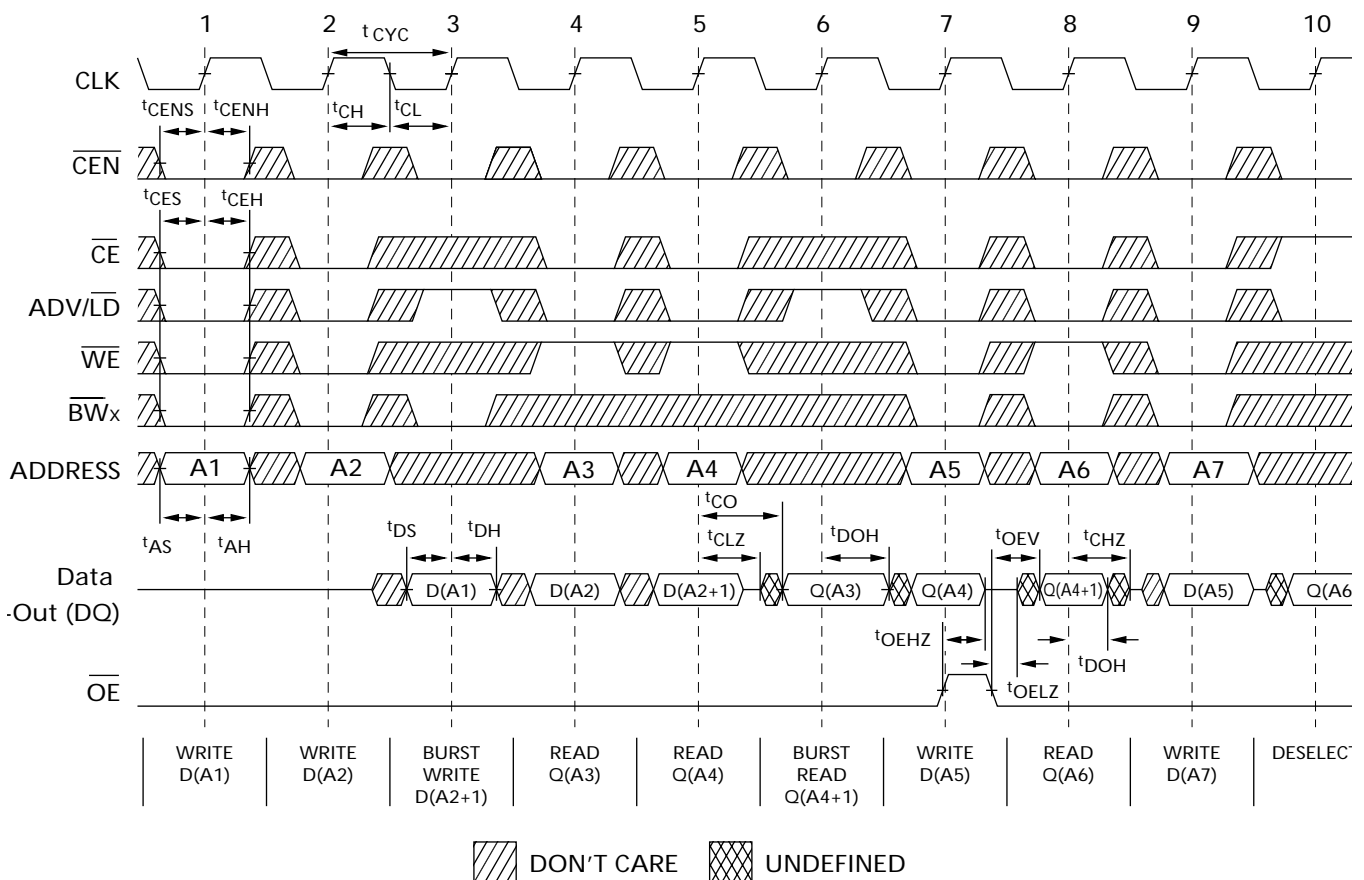 1 2 3 4 5 6 7 8 9 10
tCYC
CLK
tCENS tCENH tCH tCL
CEN
tCES tCEH
CE
ADV/LD
WE
BWx
ADDRESS A1 A2 A3 A4 A5 A6 A7
tCO
tAS tAH tDS tDH tCLZ tDOH tOEV tCHZ
Data
-Out (DQ)
D(A1) D(A2) D(A2+1) Q(A3) Q(A4) Q(A4+1) D(A5) Q(A6
tOEHZ tDOH
tOELZ
OE
WRITE
D(A1)
WRITE
D(A2)
BURST
WRITE
D(A2+1)
READ
Q(A3)
READ
Q(A4)
BURST
READ
Q(A4+1)
WRITE
D(A5)
READ
Q(A6)
WRITE
D(A7)
DESELECT
DON'T CARE UNDEFINED